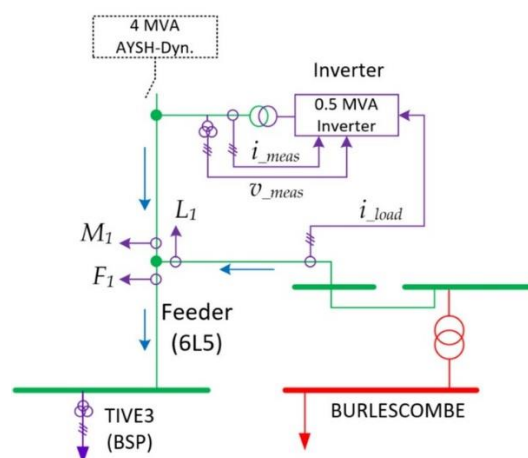 4 MVA
AYSH-Dyn.
Inverter
0.5 MVA
Inverter
i_meas
v_meas
i_load
L1
M1
F1
Feeder
(6L5)
TIVE3
(BSP)
BURLESCOMBE